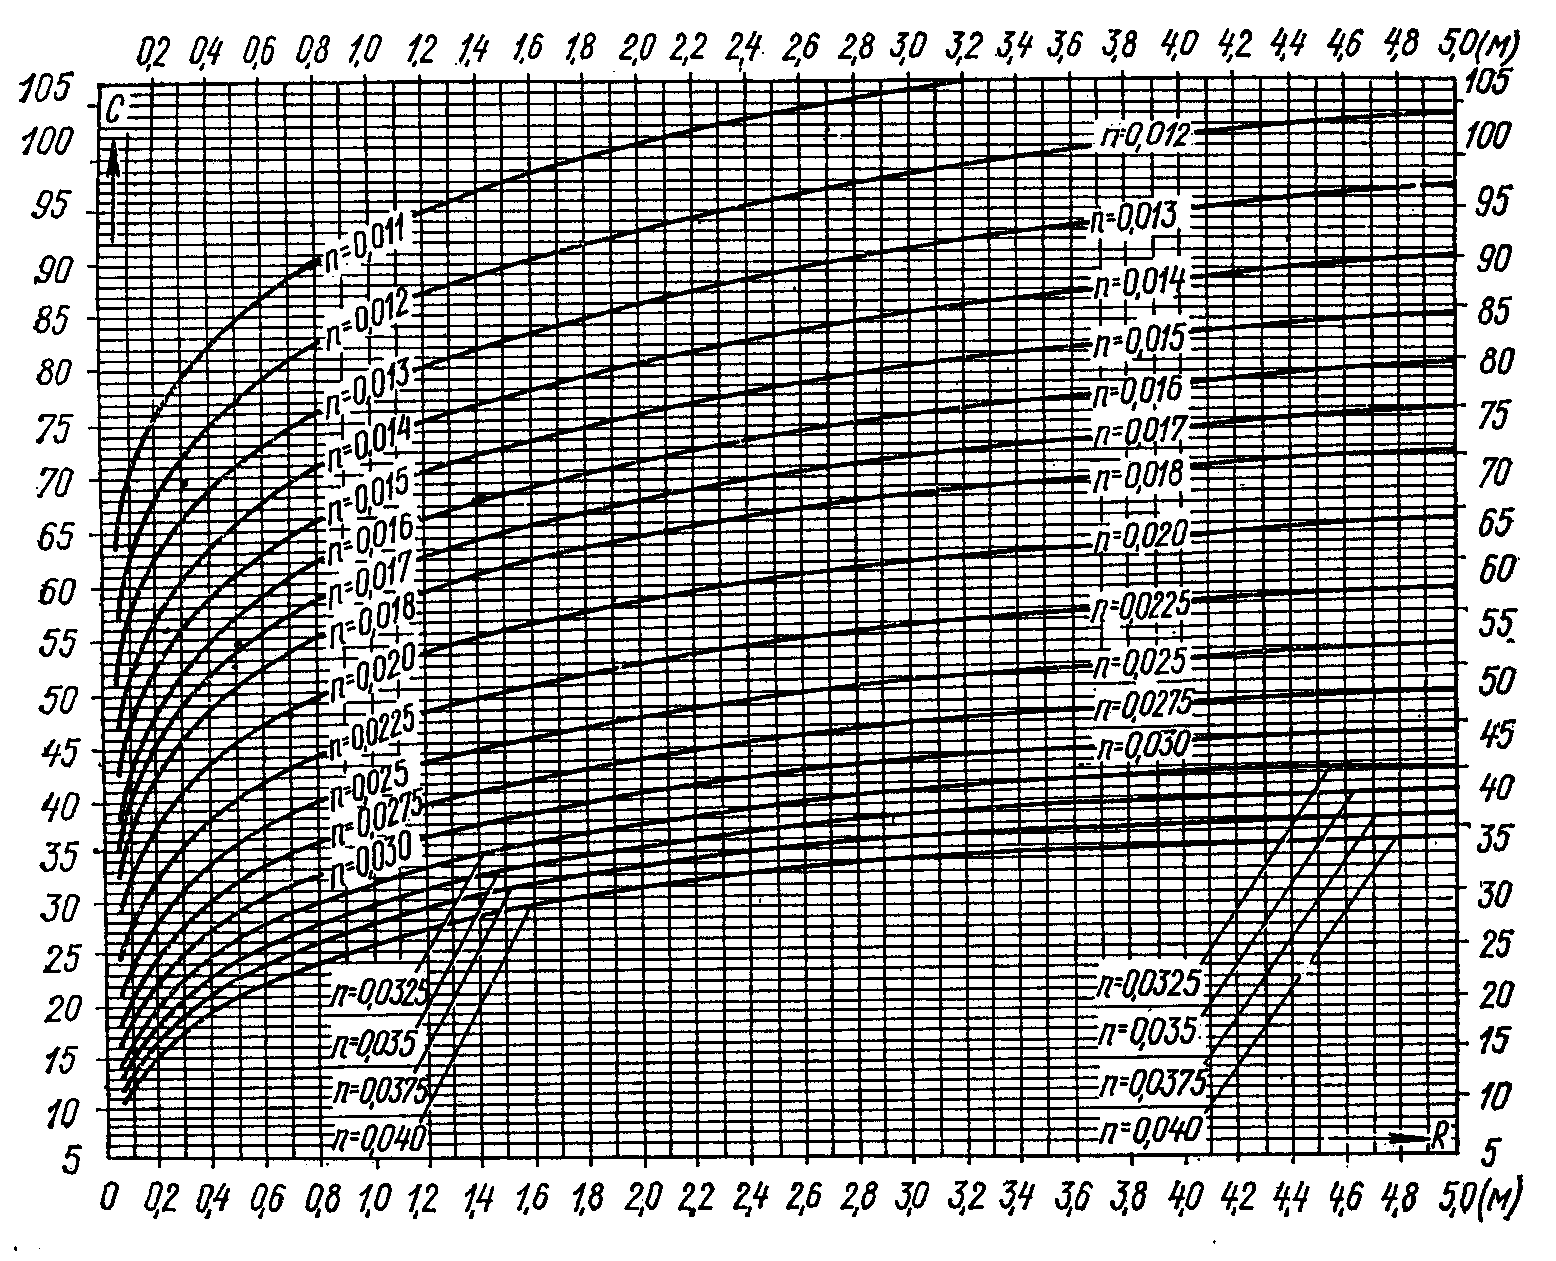 0,2 0,4 0,6 0,8 1,0 1,2 1,4 1,6 1,8 2,0 2,2 2,4 2,6 2,8 3,0 3,2 3,4 3,6 3,8 4,0 4,2 4,4 4,6 4,8 5,0(м)
105
C
100
95
90
85
80
75
70
65
60
55
50
45
40
35
30
25
20
15
10
5
n=0,011
n=0,012
n=0,013
n=0,014
n=0,015
n=0,016
n=0,017
n=0,018
n=0,020
n=0,0225
n=0,025
n=0,0275
n=0,030
n=0,0325
n=0,035
n=0,0375
n=0,040
n=0,012
n=0,013
n=0,014
n=0,015
n=0,016
n=0,017
n=0,018
n=0,020
n=0,0225
n=0,025
n=0,0275
n=0,030
n=0,0325
n=0,035
n=0,0375
n=0,040
105
100
95
90
85
80
75
70
65
60
55
50
45
40
35
30
25
20
15
10
R
5
0 0,2 0,4 0,6 0,8 1,0 1,2 1,4 1,6 1,8 2,0 2,2 2,4 2,6 2,8 3,0 3,2 3,4 3,6 3,8 4,0 4,2 4,4 4,6 4,8 5,0(м)